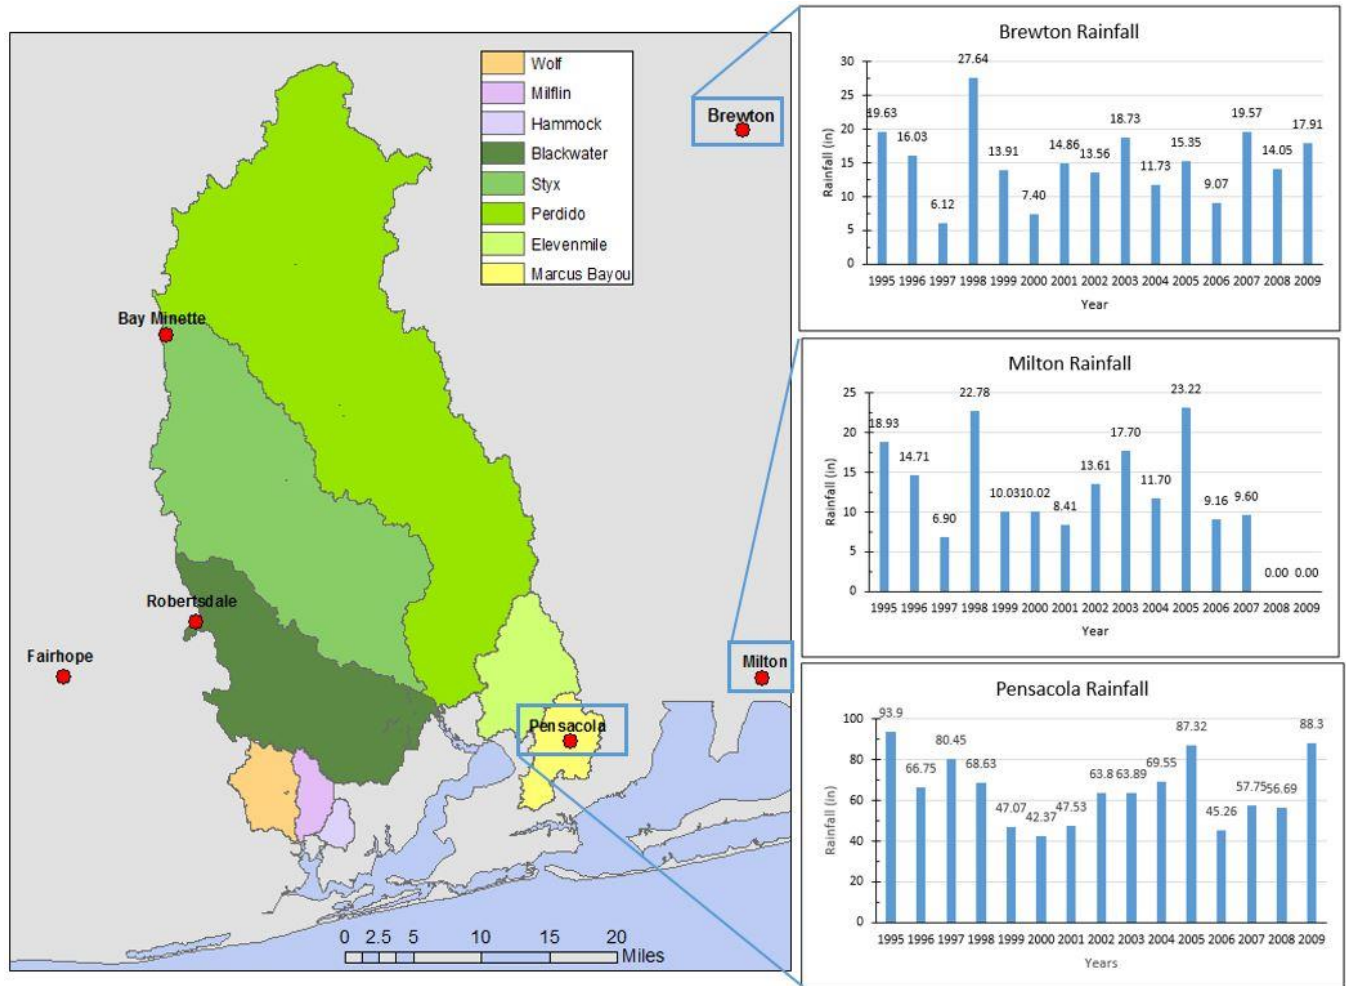 Wolf
Milflin
Hammock
Blackwater
Styx
Perdido
Elevenmile
Marcus Bayou
Brewton
Bay Minette
Robertsdale
Fairhope
Milton
Pensacola
0 2.5 5 10 15 20
Miles
Brewton Rainfall
Rainfall (in)
30
25
20
15
10
5
0
19.63 16.03 6.12 27.64 13.91 7.40 14.86 13.56 18.73 11.73 15.35 9.07 19.57 14.05 17.91
1995 1996 1997 1998 1999 2000 2001 2002 2003 2004 2005 2006 2007 2008 2009
Year
Milton Rainfall
Rainfall (in)
25
20
15
10
5
0
18.93 14.71 6.90 22.78 10.03 10.02 8.41 13.61 17.70 11.70 23.22 9.16 9.60 0.00 0.00
1995 1996 1997 1998 1999 2000 2001 2002 2003 2004 2005 2006 2007 2008 2009
Year
Pensacola Rainfall
Rainfall (in)
100
80
60
40
20
0
93.9 66.75 80.45 68.63 47.07 42.37 47.53 63.8 63.89 69.55 87.32 45.26 57.75 56.69 88.3
1995 1996 1997 1998 1999 2000 2001 2002 2003 2004 2005 2006 2007 2008 2009
Years